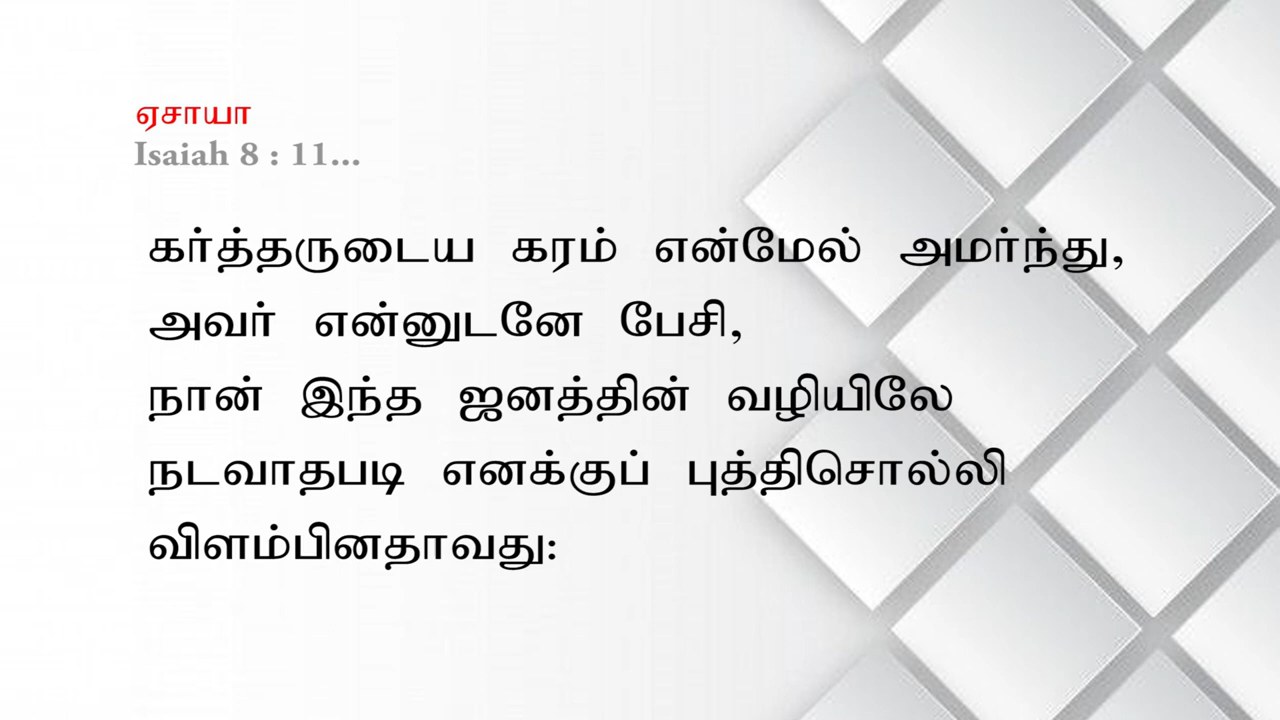 ஏசாயா
Isaiah 8 : 11...
கர்த்தருடைய கரம் என்மேல் அமர்ந்து,
அவர் என்னுடனே பேசி,
நான் இந்த ஜனத்தின் வழியிலே
நடவாதபடி எனக்குப் புத்திசொல்லி
விளம்பினதாவது: